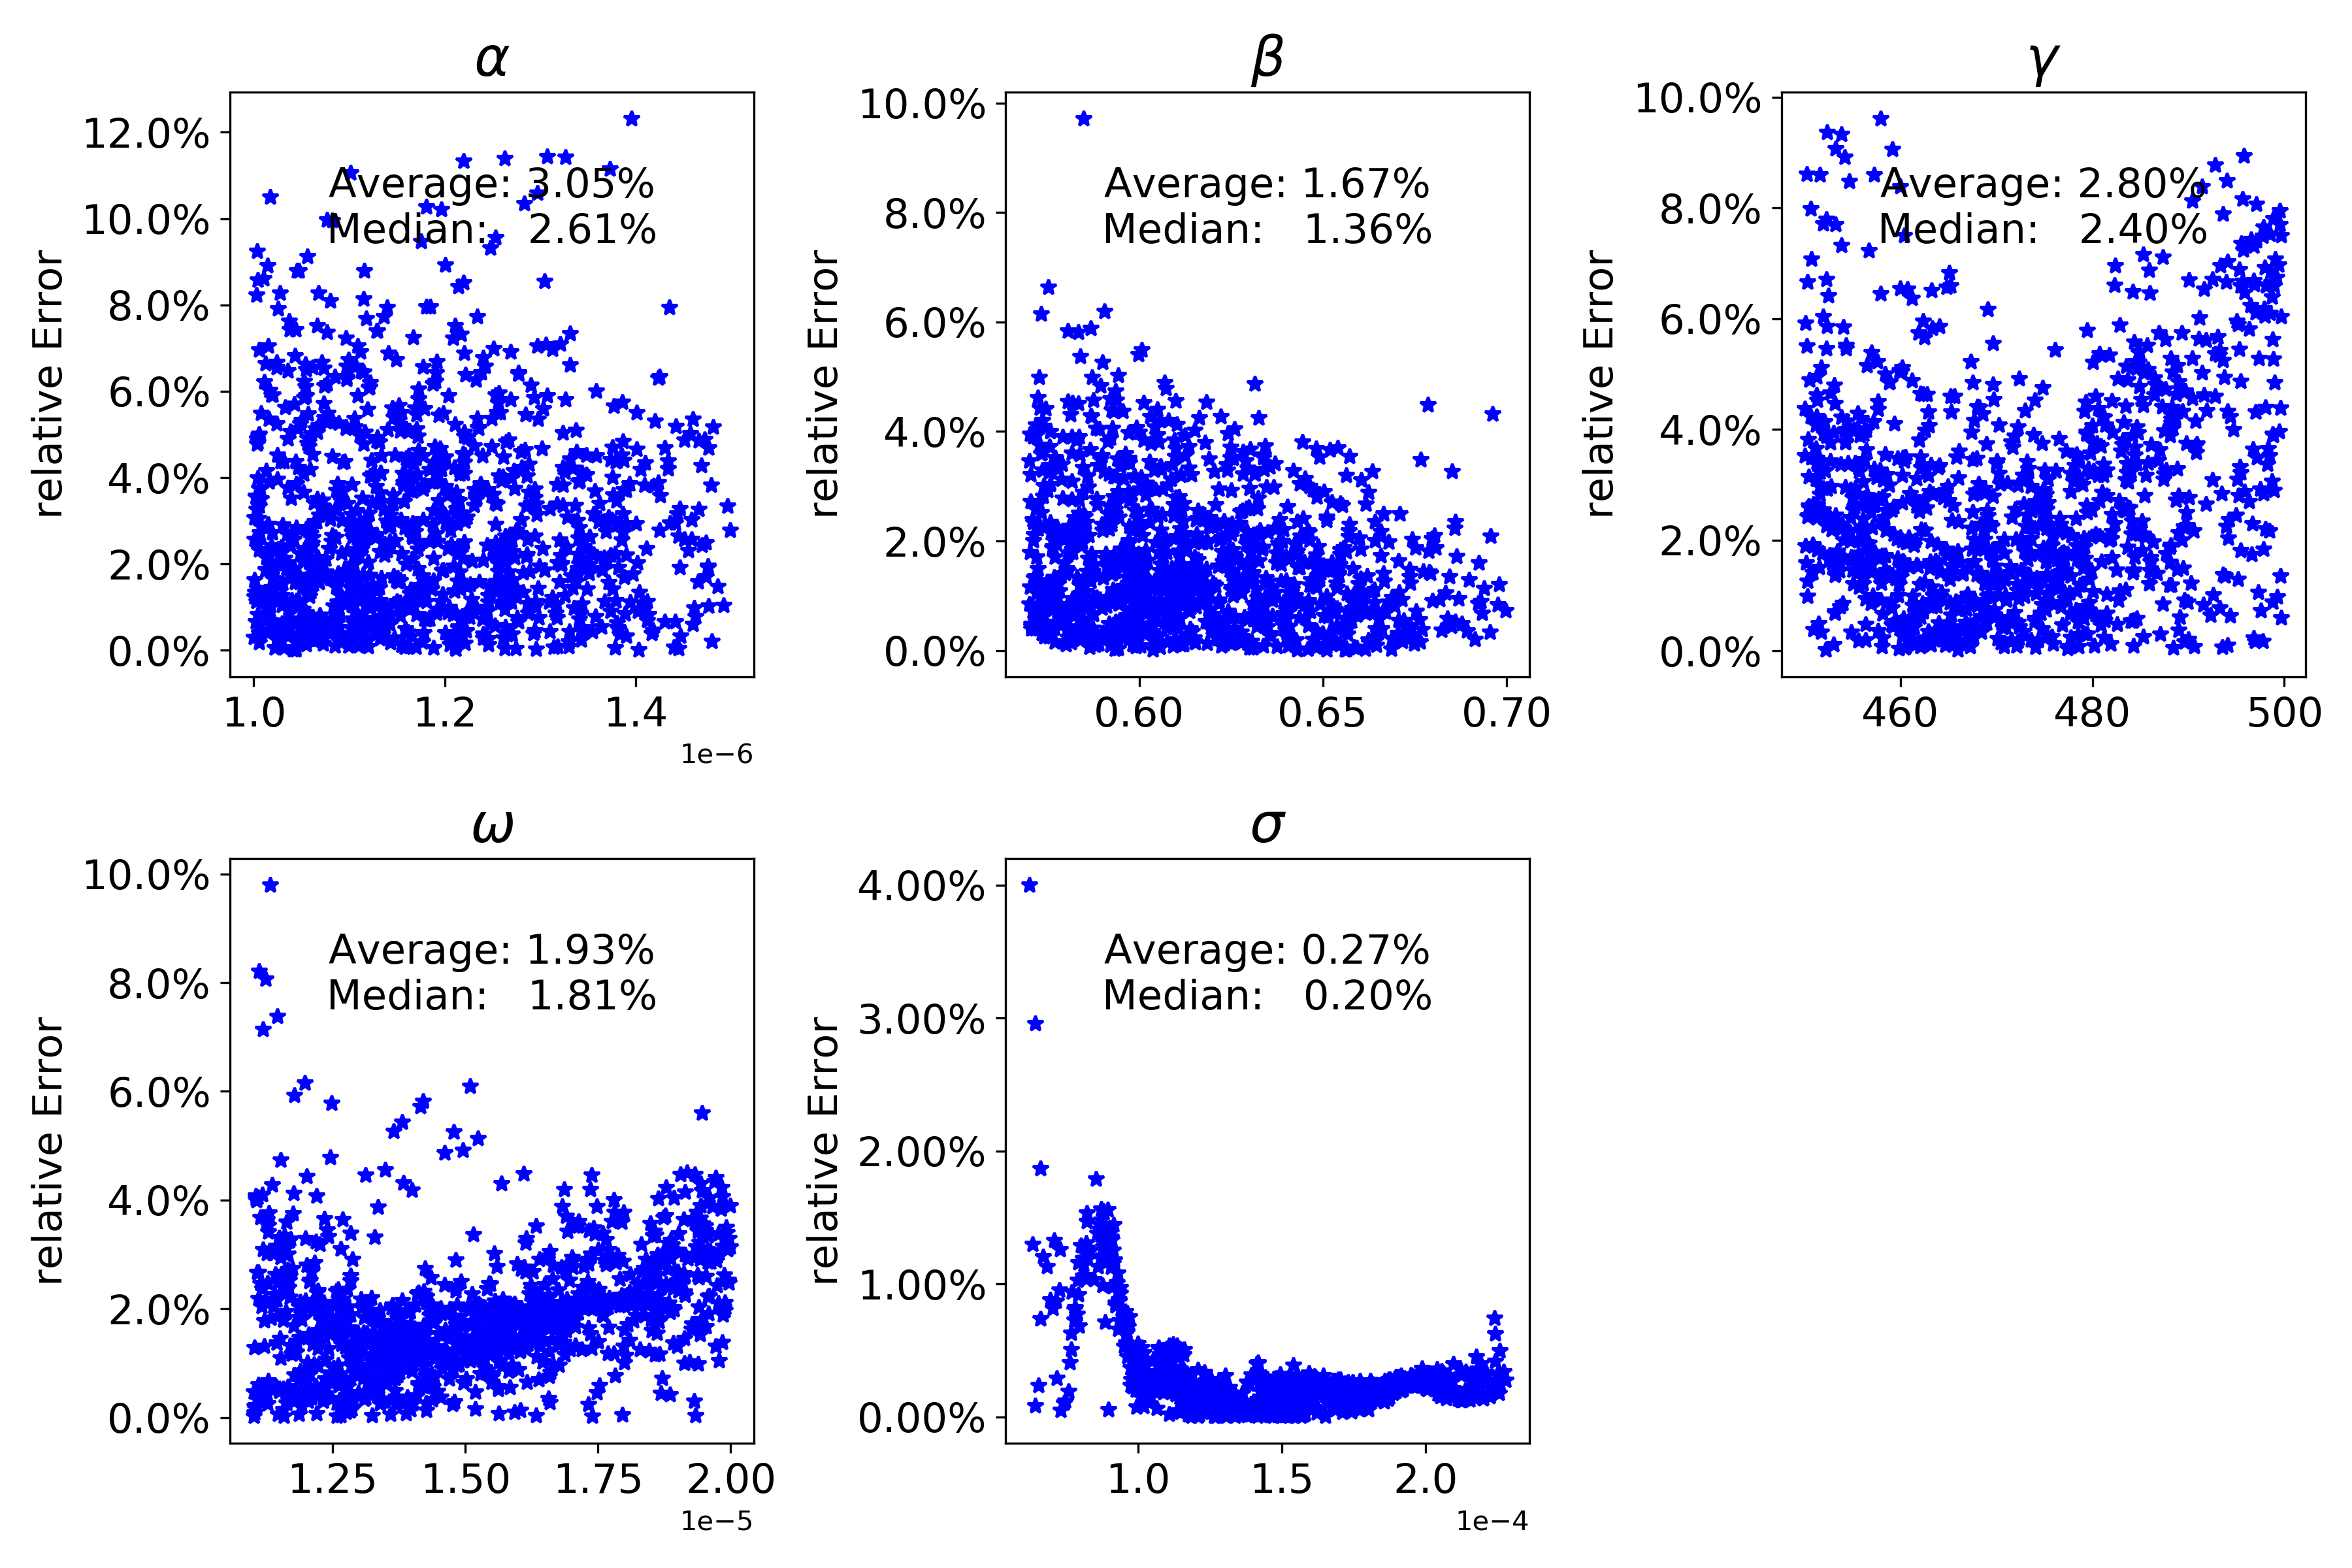 α
12.0%
10.0%
8.0%
6.0%
4.0%
2.0%
0.0%
relative Error
Average: 3.05%
Median: 2.61%
1.0 1.2 1.4
1e−6
β
10.0%
8.0%
6.0%
4.0%
2.0%
0.0%
relative Error
Average: 1.67%
Median: 1.36%
0.60 0.65 0.70
γ
10.0%
8.0%
6.0%
4.0%
2.0%
0.0%
relative Error
Average: 2.80%
Median: 2.40%
460 480 500
ω
10.0%
8.0%
6.0%
4.0%
2.0%
0.0%
relative Error
Average: 1.93%
Median: 1.81%
1.25 1.50 1.75 2.00
1e−5
σ
4.00%
3.00%
2.00%
1.00%
0.00%
relative Error
Average: 0.27%
Median: 0.20%
1.0 1.5 2.0
1e−4